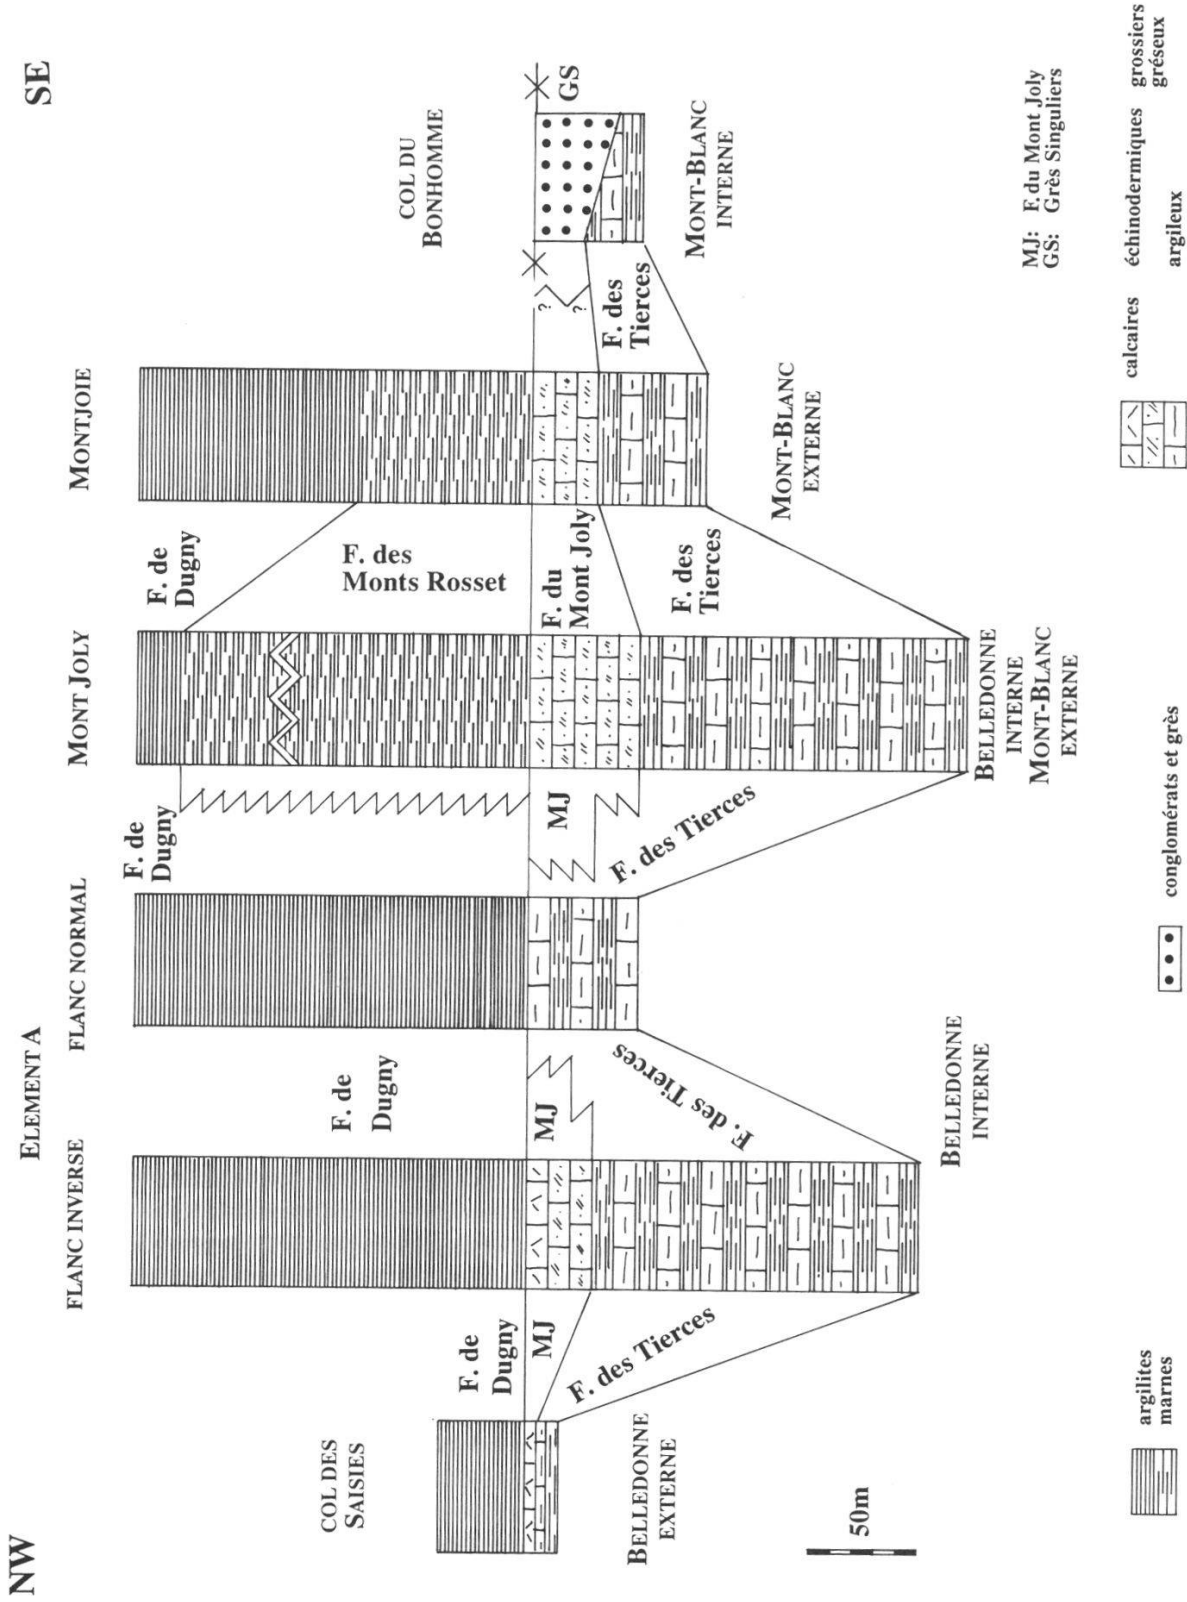 NW
SE
ELEMENT A
COL DES
SAISIES
FLANC INVERSE
FLANC NORMAL
MONT JOLY
MONTJOIE
COL DU
BONHOMME
F. de
Dugny
MJ
F. des Tierces
F. de
Dugny
MJ
F. des Tierces
F. de
Dugny
MJ
F. des Tierces
F. de
Dugny
F. des
Monts Rosset
F. du
Mont Joly
F. des
Tierces
?
?
F. des
Tierces
GS
BELLEDONNE
EXTERNE
BELLEDONNE
INTERNE
BELLEDONNE
INTERNE
MONT-BLANC
EXTERNE
MONT-BLANC
EXTERNE
MONT-BLANC
INTERNE
50m
MJ: F.du Mont Joly
GS: Grès Singuliers
argilites
marnes
conglomérats et grès
calcaires échinodermiques grossiers
argileux gréseux